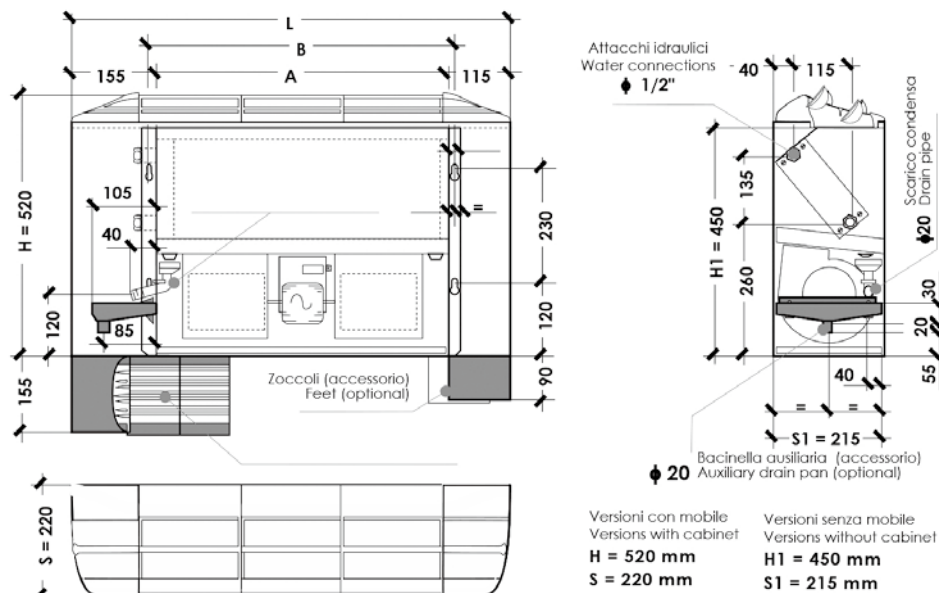 L
B
155
A
115
H = 520
105
40
=
230
120
85
120
155
90
Zoccoli (accessorio)
Feet (optional)
S = 220
Attacchi idraulici
Water connections
ϕ 1/2"
40
115
Scarico condensa
Drain pipe
ϕ20
H1 = 450
135
260
30
20
55
40
=
=
S1 = 215
Bacinella ausiliaria (accessorio)
ϕ 20
Auxiliary drain pan (optional)
Versioni con mobile
Versions with cabinet
H = 520 mm
S = 220 mm
Versioni senza mobile
Versions without cabinet
H1 = 450 mm
S1 = 215 mm